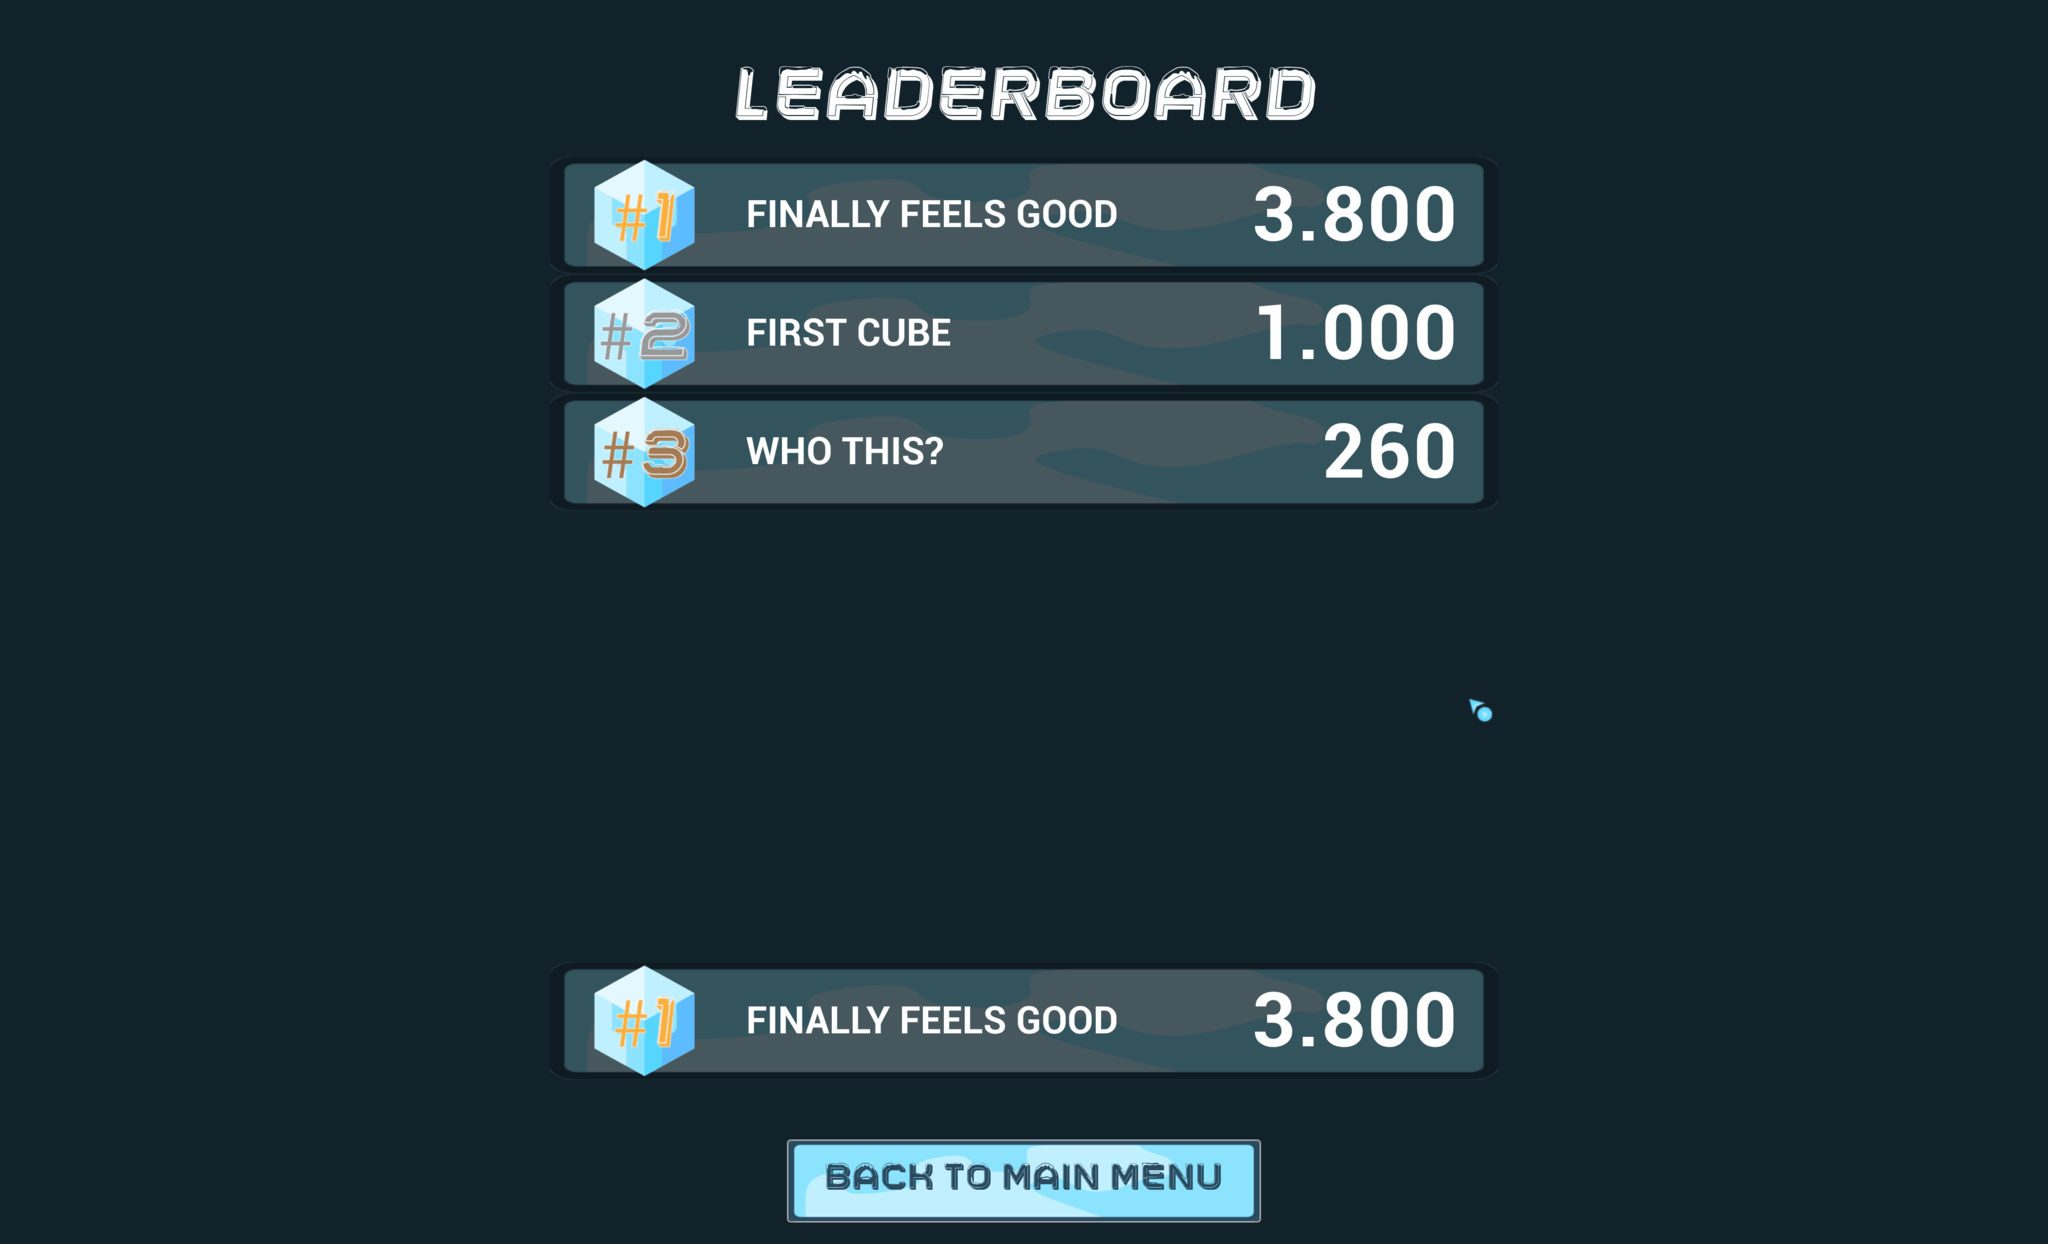 LEADERBOARD
#1 FINALLY FEELS GOOD 3.800
#2 FIRST CUBE 1.000
#3 WHO THIS? 260
#1 FINALLY FEELS GOOD 3.800
BACK TO MAIN MENU